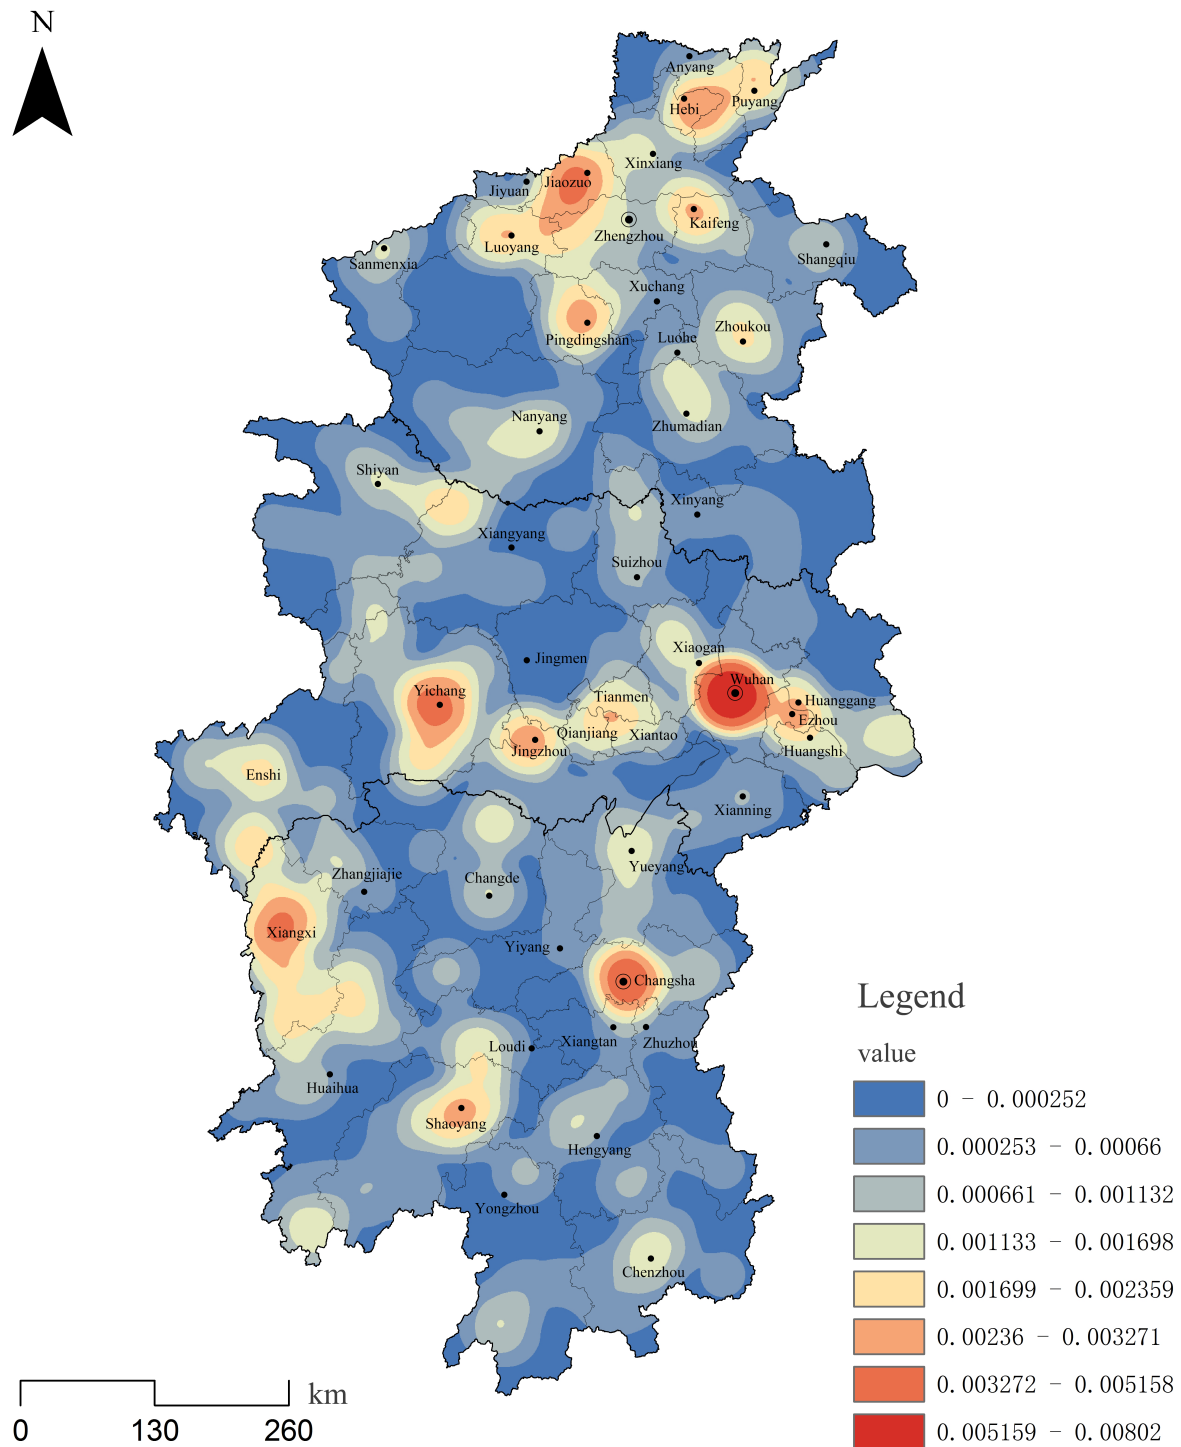 N
Anyang
Hebi
Puyang
Xinxiang
Jiyuan
Jiaozuo
Kaifeng
Zhengzhou
Luoyang
Sanmenxia
Shangqiu
Xuchang
Zhoukou
Pingdingshan
Luohe
Nanyang
Zhumadian
Shiyan
Xinyang
Xiangyang
Suizhou
Xiaogan
Jingmen
Wuhan
Yichang
Tianmen
Huanggang
Ezhou
Qianjiang
Xiantao
Jingzhou
Huangshi
Enshi
Xianning
Yueyang
Zhangjiajie
Changde
Xiangxi
Yiyang
Changsha
Xiangtan
Zhuzhou
Loudi
Huaihua
Shaoyang
Hengyang
Yongzhou
Chenzhou
Legend
value
0 - 0.000252
0.000253 - 0.00066
0.000661 - 0.001132
0.001133 - 0.001698
0.001699 - 0.002359
0.00236 - 0.003271
0.003272 - 0.005158
0.005159 - 0.00802
km
0 130 260